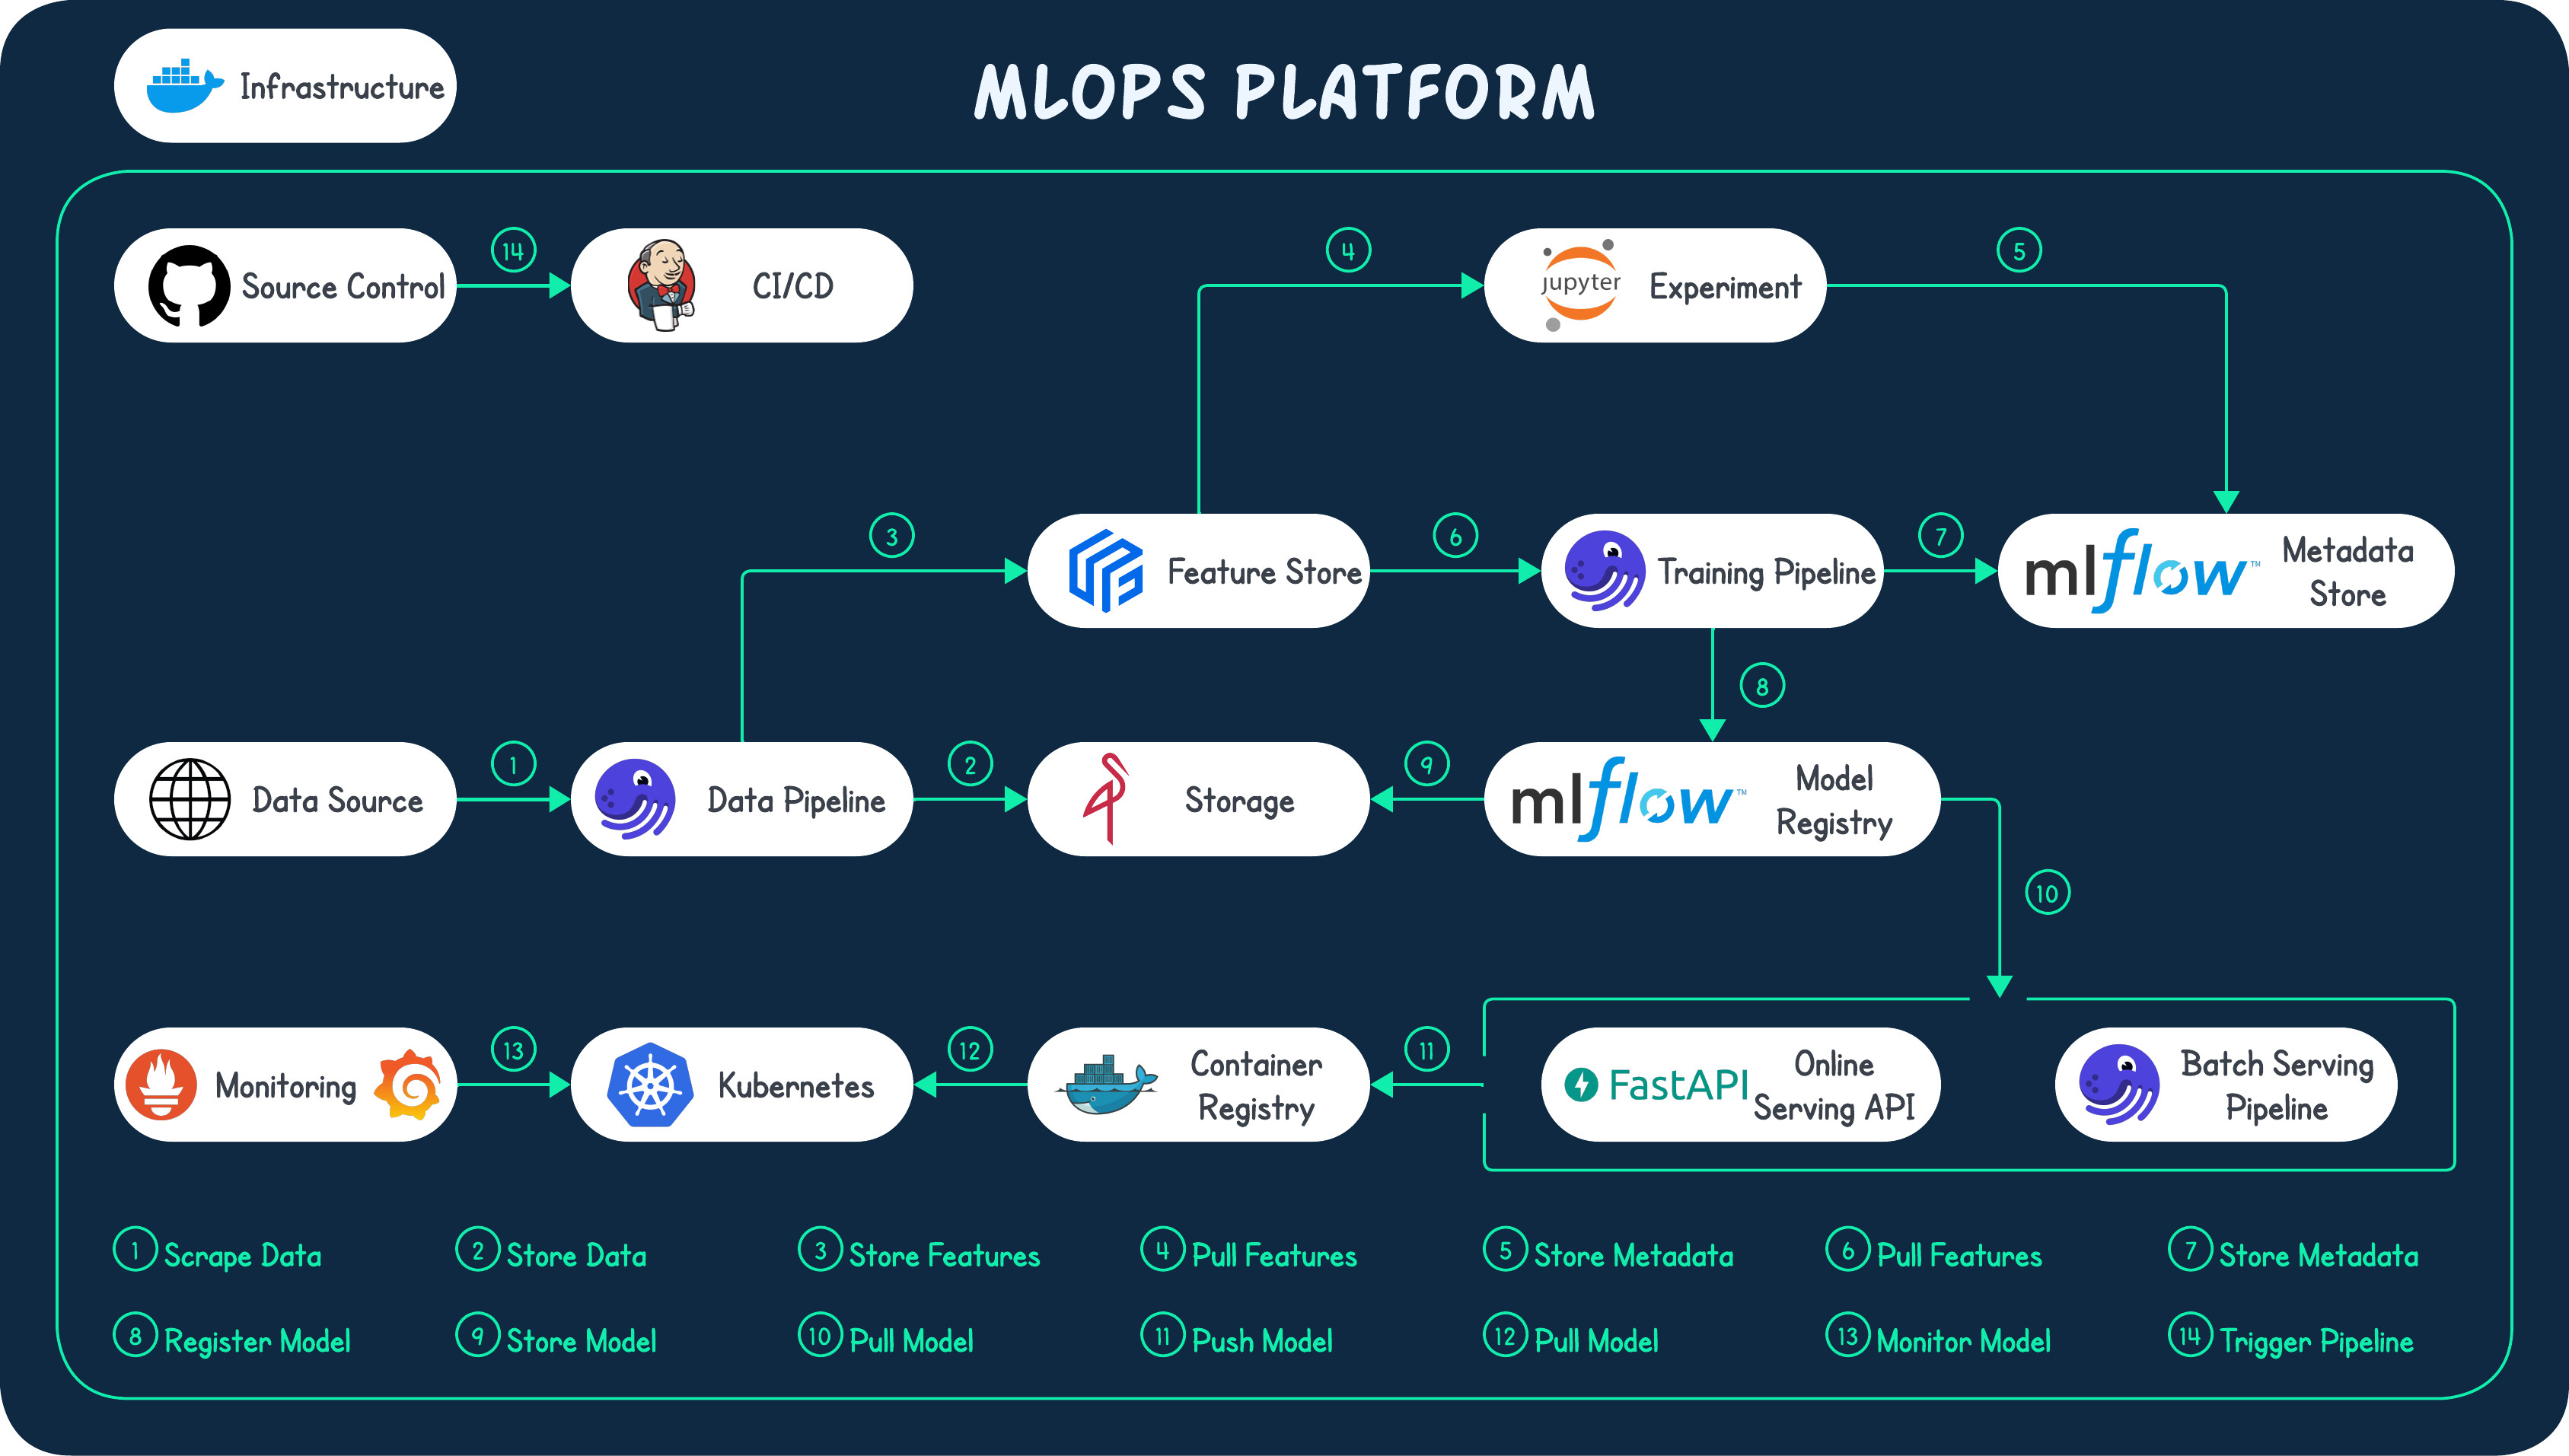 Infrastructure
MLOPS PLATFORM
Source Control
14
CI/CD
4
jupyter
Experiment
5
3
Feature Store
6
Training Pipeline
7
mlflow™
Metadata
Store
8
Data Source
1
Data Pipeline
2
Storage
9
mlflow™
Model
Registry
10
Monitoring
13
Kubernetes
12
Container
Registry
11
FastAPI
Online
Serving API
Batch Serving
Pipeline
1 Scrape Data
2 Store Data
3 Store Features
4 Pull Features
5 Store Metadata
6 Pull Features
7 Store Metadata
8 Register Model
9 Store Model
10 Pull Model
11 Push Model
12 Pull Model
13 Monitor Model
14 Trigger Pipeline